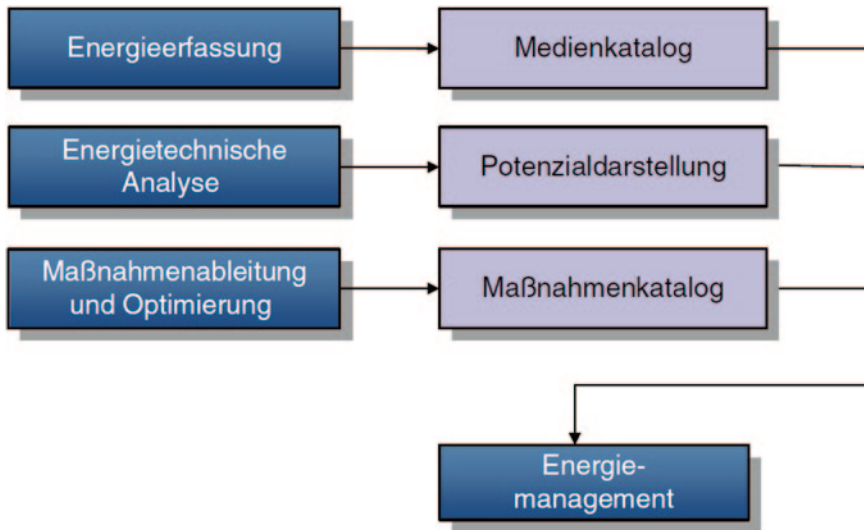 Energieerfassung
Medienkatalog
Energietechnische
Analyse
Potenzialdarstellung
Maßnahmenableitung
und Optimierung
Maßnahmenkatalog
Energie-
management